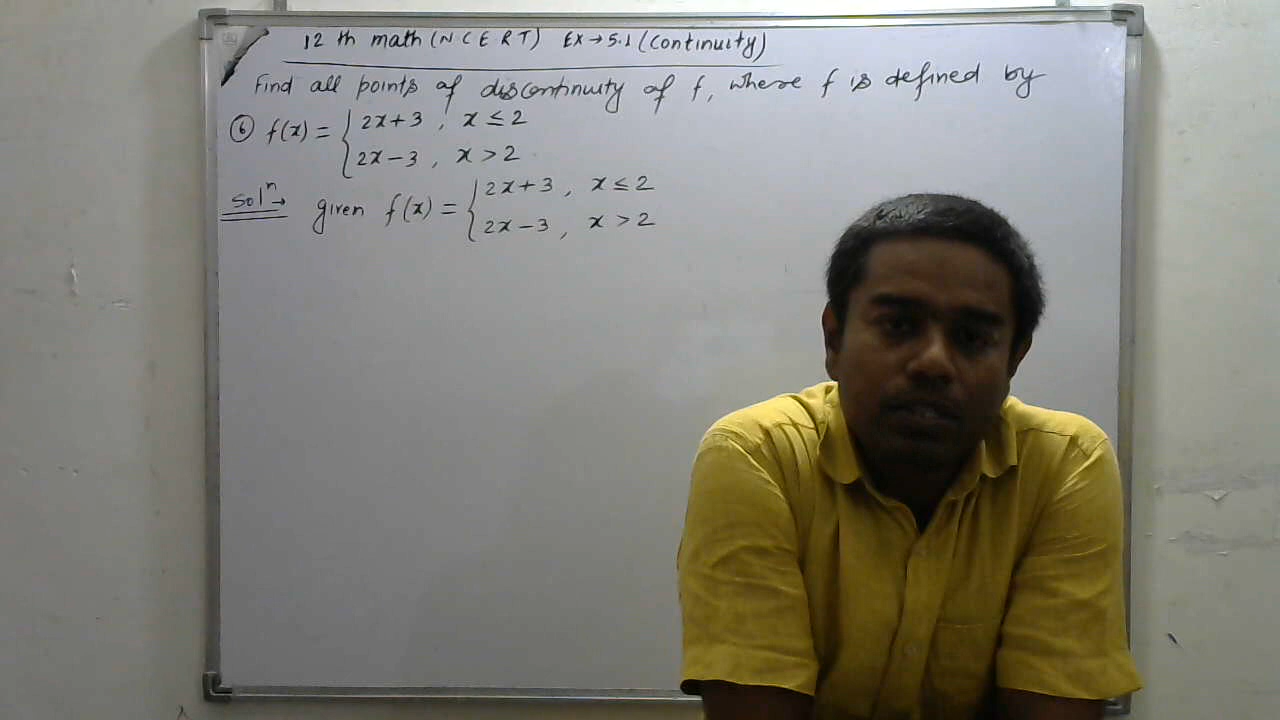 12 th math (NCERT) EX → 5.1 (Continuity)
Find all points of discontinuity of f, where f is defined by
⑥ f(x) = { 2x+3 , x ≤ 2
2x-3 , x > 2
Solⁿ→ given f(x) = { 2x+3 , x ≤ 2
2x-3 , x > 2